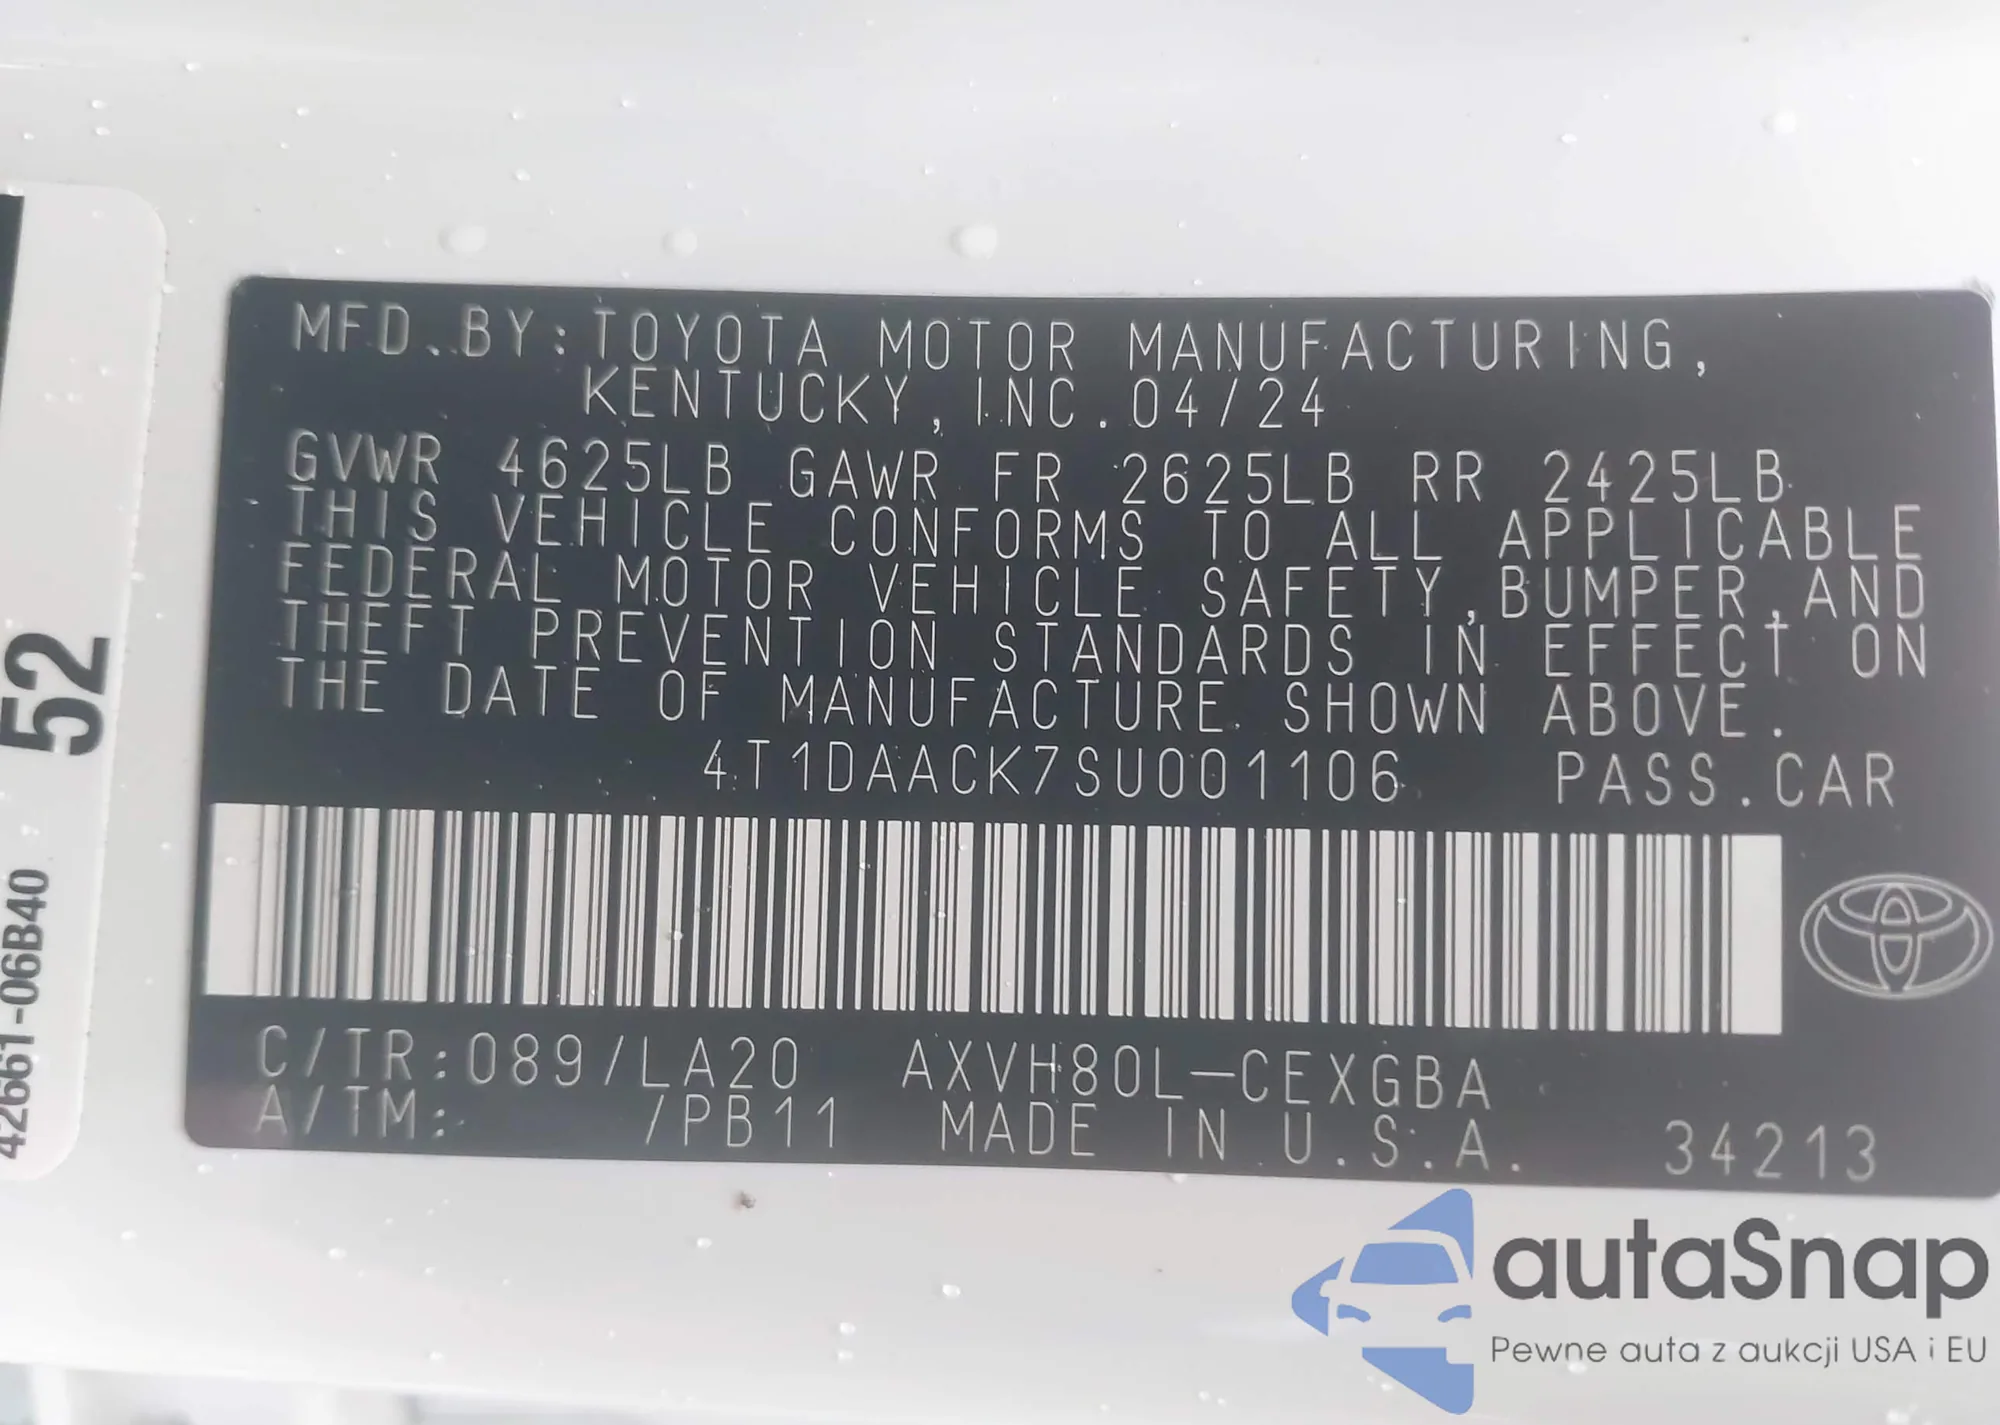 MFD.BY:TOYOTA MOTOR MANUFACTURING,
KENTUCKY,INC.04/24
GVWR 4625LB GAWR FR 2625LB RR 2425LB
THIS VEHICLE CONFORMS TO ALL APPLICABLE
FEDERAL MOTOR VEHICLE SAFETY,BUMPER,AND
THEFT PREVENTION STANDARDS IN EFFECT ON
THE DATE OF MANUFACTURE SHOWN ABOVE.
4T1DAACK7SU001106 PASS.CAR
C/TR:089/LA20 AXVH80L-CEXGBA
A/TM: /PB11 MADE IN U.S.A. 34213
52
42661-06B40
autaSnap
Pewne auta z aukcji USA i EU